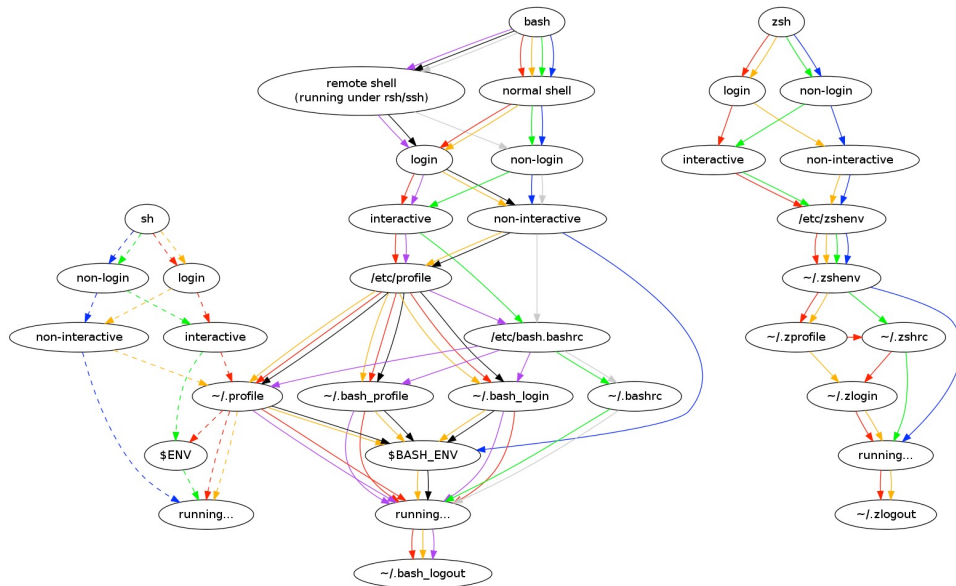 bash
zsh
remote shell
(running under rsh/ssh)
normal shell
login
non-login
login
non-login
interactive
non-interactive
sh
interactive
non-interactive
/etc/zshenv
non-login
login
/etc/profile
~/.zshenv
non-interactive
interactive
/etc/bash.bashrc
~/.zprofile
~/.zshrc
~/.profile
~/.bash_profile
~/.bash_login
~/.bashrc
~/.zlogin
$ENV
$BASH_ENV
running...
running...
running...
~/.zlogout
~/.bash_logout